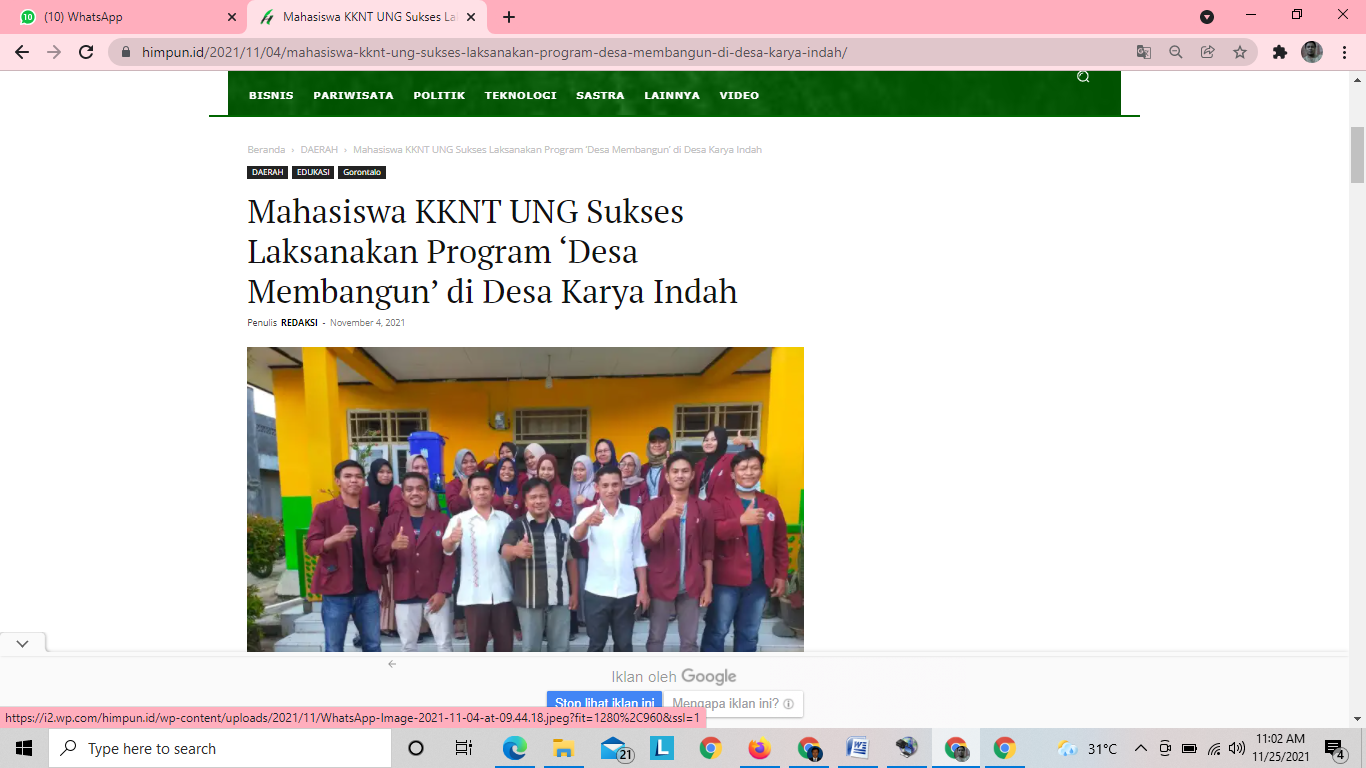 (10) WhatsApp
Mahasiswa KKNT UNG Sukses La
himpun.id/2021/11/04/mahasiswa-kknt-ung-sukses-laksanakan-program-desa-membangun-di-desa-karya-indah/
BISNIS PARIWISATA POLITIK TEKNOLOGI SASTRA LAINNYA VIDEO
Beranda › DAERAH › Mahasiswa KKNT UNG Sukses Laksanakan Program 'Desa Membangun' di Desa Karya Indah
DAERAH EDUKASI Gorontalo
Mahasiswa KKNT UNG Sukses
Laksanakan Program ‘Desa
Membangun’ di Desa Karya Indah
Penulis REDAKSI - November 4, 2021
Iklan oleh Google
Stop lihat iklan ini Mengapa iklan ini?
https://i2.wp.com/himpun.id/wp-content/uploads/2021/11/WhatsApp-Image-2021-11-04-at-09.44.18.jpeg?fit=1280%2C960&ssl=1
Type here to search
21
L
31°C
11:02 AM
11/25/2021
4